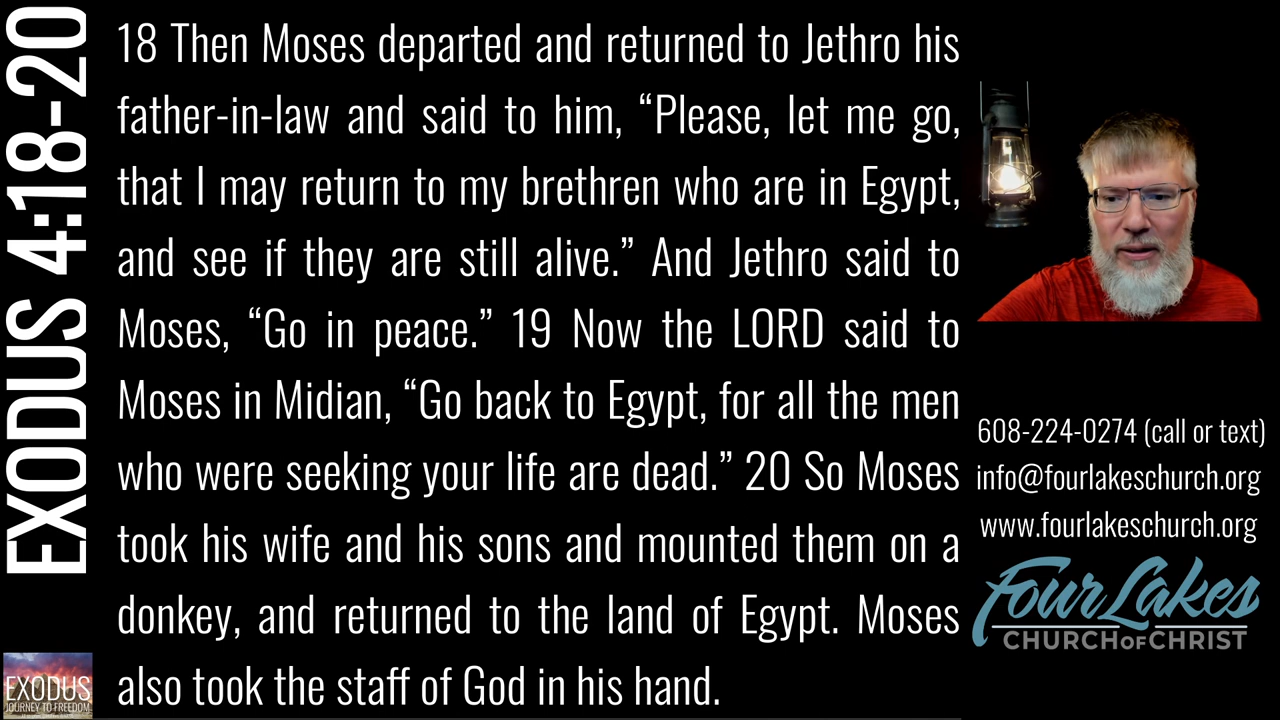 EXODUS 4:18-20
18 Then Moses departed and returned to Jethro his
father-in-law and said to him, “Please, let me go,
that I may return to my brethren who are in Egypt,
and see if they are still alive.” And Jethro said to
Moses, “Go in peace.” 19 Now the LORD said to
Moses in Midian, “Go back to Egypt, for all the men
who were seeking your life are dead.” 20 So Moses
took his wife and his sons and mounted them on a
donkey, and returned to the land of Egypt. Moses
also took the staff of God in his hand.
608-224-0274 (call or text)
info@fourlakeschurch.org
www.fourlakeschurch.org
Four Lakes
CHURCH OF CHRIST
EXODUS
JOURNEY TO FREEDOM